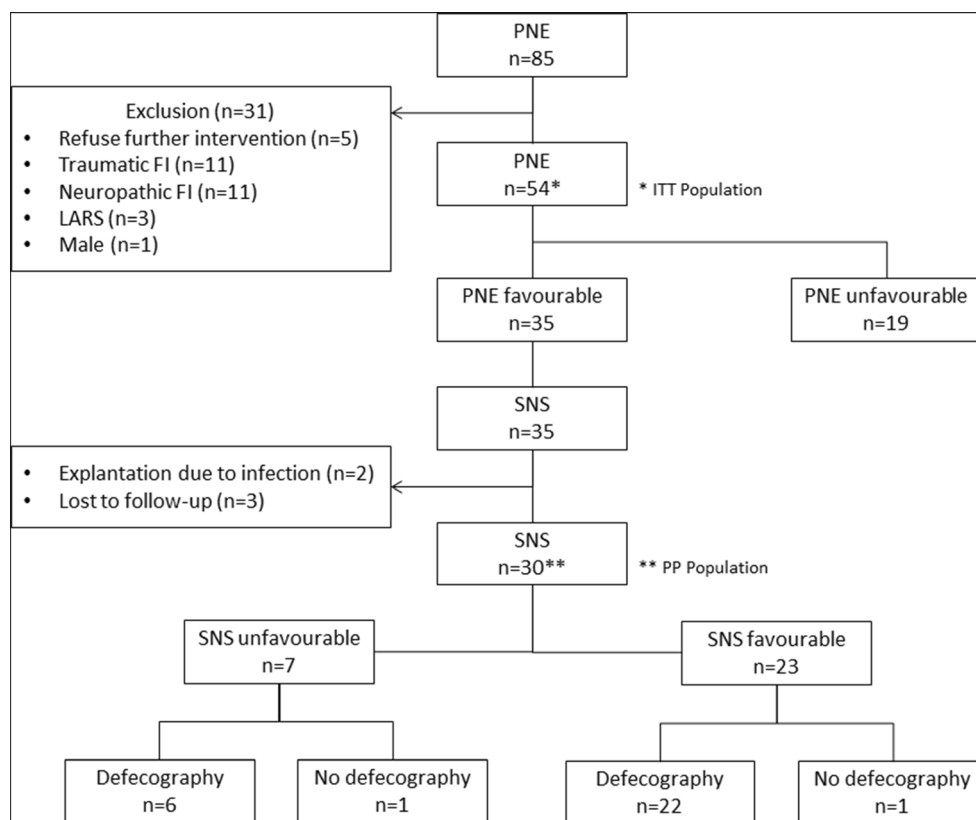 PNE
n=85
Exclusion (n=31)
• Refuse further intervention (n=5)
• Traumatic FI (n=11)
• Neuropathic FI (n=11)
• LARS (n=3)
• Male (n=1)
PNE
n=54*
* ITT Population
PNE favourable
n=35
PNE unfavourable
n=19
SNS
n=35
• Explantation due to infection (n=2)
• Lost to follow-up (n=3)
SNS
n=30**
** PP Population
SNS unfavourable
n=7
SNS favourable
n=23
Defecography
n=6
No defecography
n=1
Defecography
n=22
No defecography
n=1